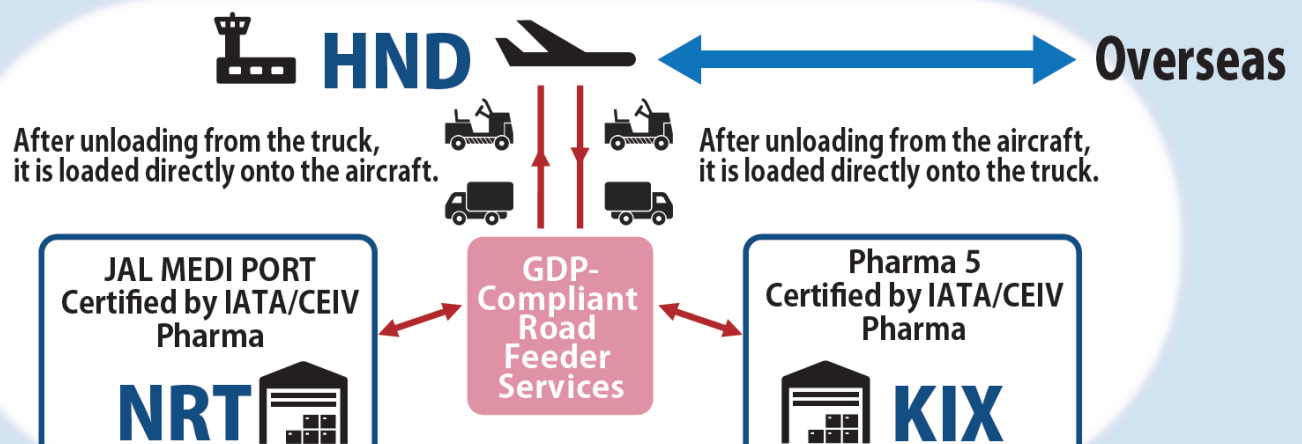 HND
Overseas
After unloading from the truck,
it is loaded directly onto the aircraft.
After unloading from the aircraft,
it is loaded directly onto the truck.
JAL MEDI PORT
Certified by IATA/CEIV
Pharma
NRT
GDP-
Compliant
Road
Feeder
Services
Pharma 5
Certified by IATA/CEIV
Pharma
KIX